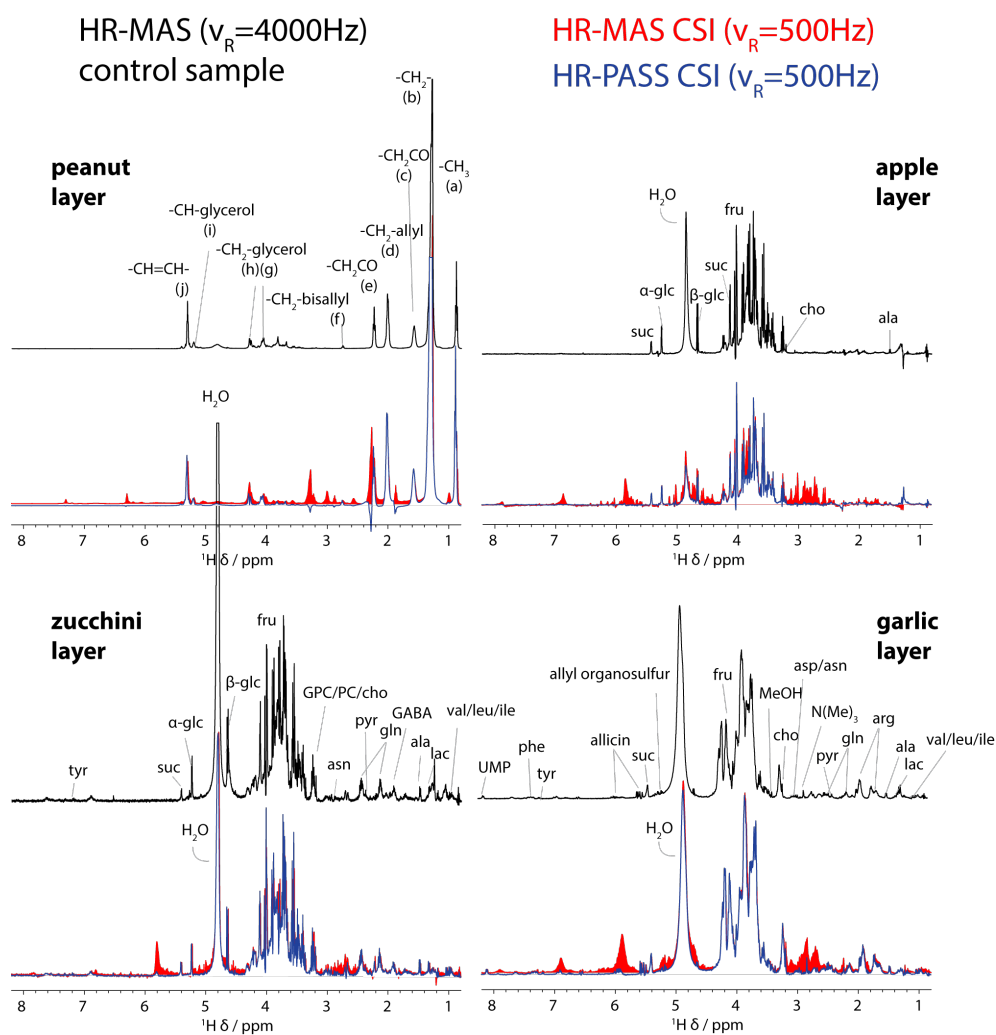 HR-MAS (vR=4000Hz)
control sample
HR-MAS CSI (vR=500Hz)
HR-PASS CSI (vR=500Hz)
peanut
layer
-CH2-
(b)
-CH2CO
(c)
-CH3
(a)
-CH-glycerol
(i)
-CH2-allyl
(d)
-CH2-glycerol
(h)(g)
-CH2CO
(e)
-CH=CH-
(j)
-CH2-bisallyl
(f)
H2O
8 7 6 5 4 3 2 1
1H δ / ppm
apple
layer
H2O
fru
suc
α-glc
β-glc
suc
cho
ala
8 7 6 5 4 3 2 1
1H δ / ppm
zucchini
layer
fru
β-glc
GPC/PC/cho
α-glc
pyr
gln
GABA
val/leu/ile
ala
lac
tyr
suc
asn
H2O
8 7 6 5 4 3 2 1
1H δ / ppm
garlic
layer
allyl organosulfur
fru
asp/asn
MeOH
N(Me)3
allicin
suc
cho
pyr
gln
arg
ala
lac
val/leu/ile
phe
UMP
tyr
H2O
8 7 6 5 4 3 2 1
1H δ / ppm